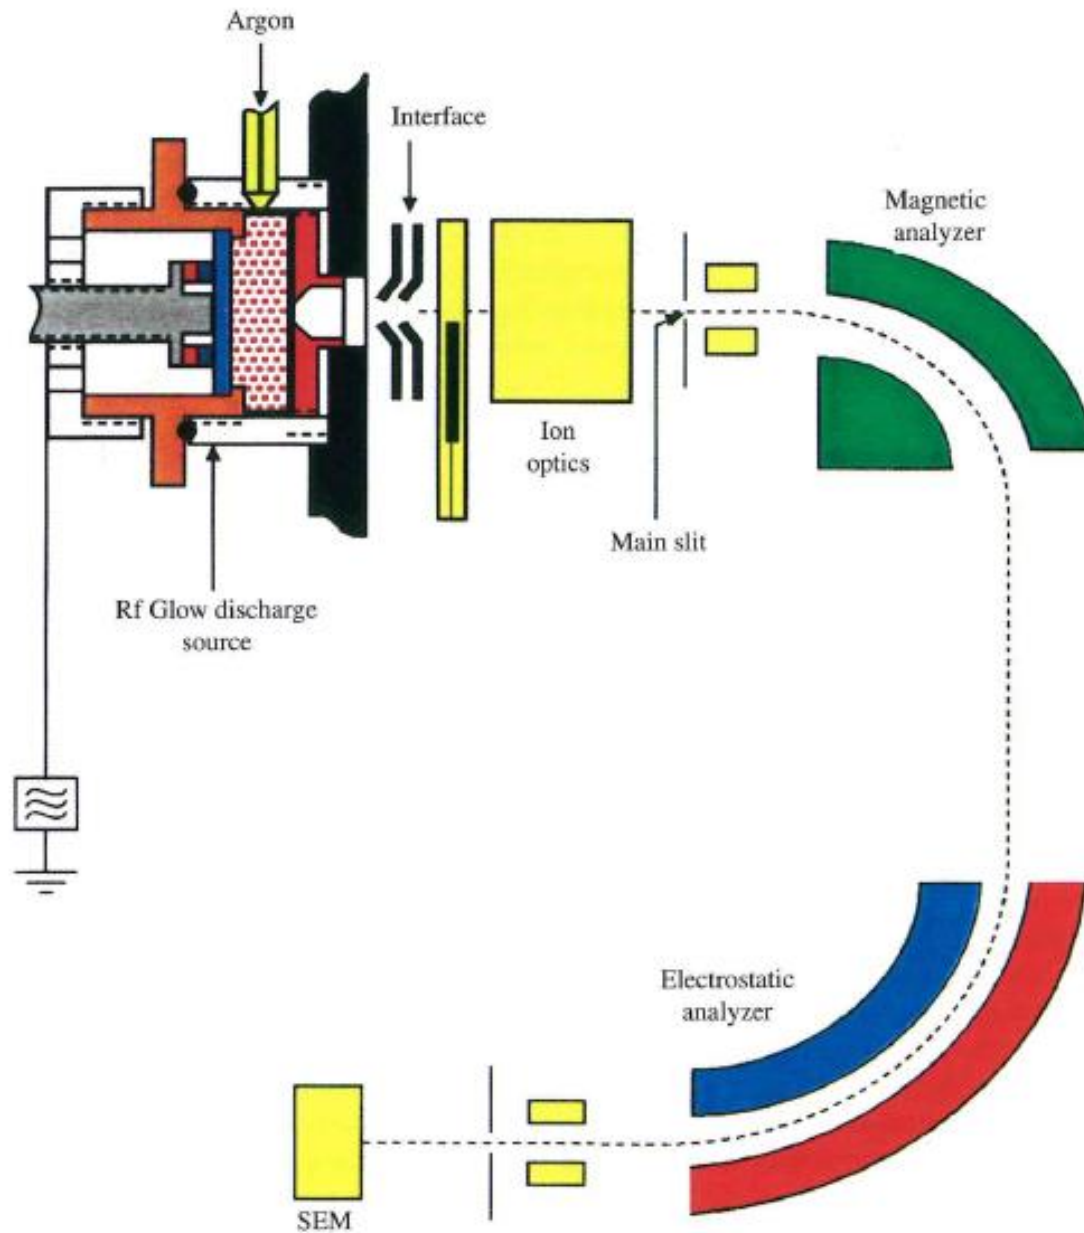 Argon
Interface
Magnetic
analyzer
Ion
optics
Main slit
Rf Glow discharge
source
Electrostatic
analyzer
SEM